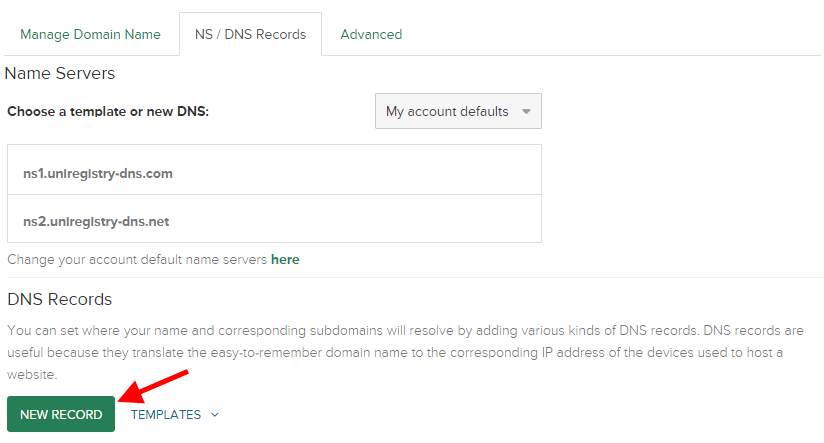 Manage Domain Name
NS / DNS Records
Advanced
Name Servers
Choose a template or new DNS:
My account defaults
ns1.uniregistry-dns.com
ns2.uniregistry-dns.net
Change your account default name servers here
DNS Records
You can set where your name and corresponding subdomains will resolve by adding various kinds of DNS records. DNS records are
useful because they translate the easy-to-remember domain name to the corresponding IP address of the devices used to host a
website.
NEW RECORD
TEMPLATES